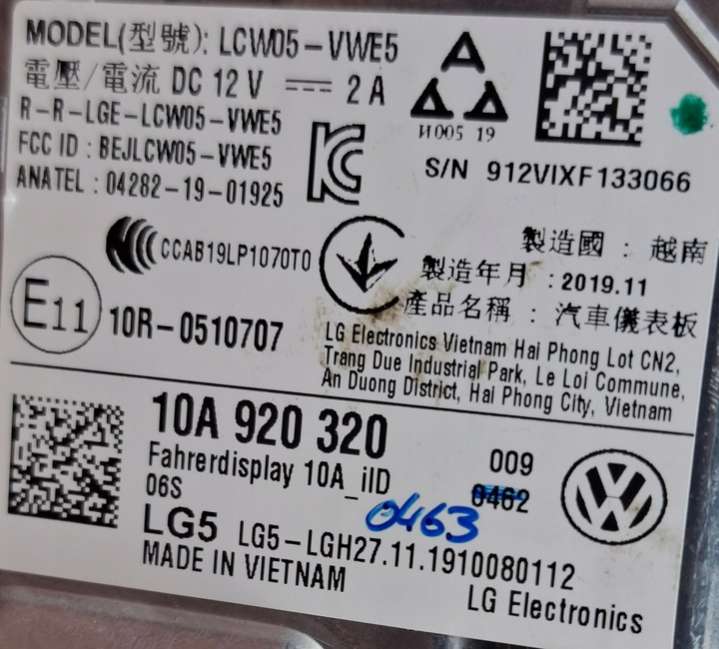 MODEL(型號): LCW05-VWE5
電壓/電流 DC 12 V ⎓ 2 A
R-R-LGE-LCW05-VWE5
FCC ID : BEJLCW05-VWE5
ANATEL : 04282-19-01925
И005 19
S/N 912VIXF133066
CCAB19LP1070T0
製造國 : 越南
製造年月 : 2019.11
產品名稱 : 汽車儀表板
E11
10R-0510707
LG Electronics Vietnam Hai Phong Lot CN2,
Trang Due Industrial Park, Le Loi Commune,
An Duong District, Hai Phong City, Vietnam
10A 920 320
Fahrerdisplay 10A_iID
06S
009
0462
0463
LG5 LG5-LGH27.11.1910080112
MADE IN VIETNAM
LG Electronics